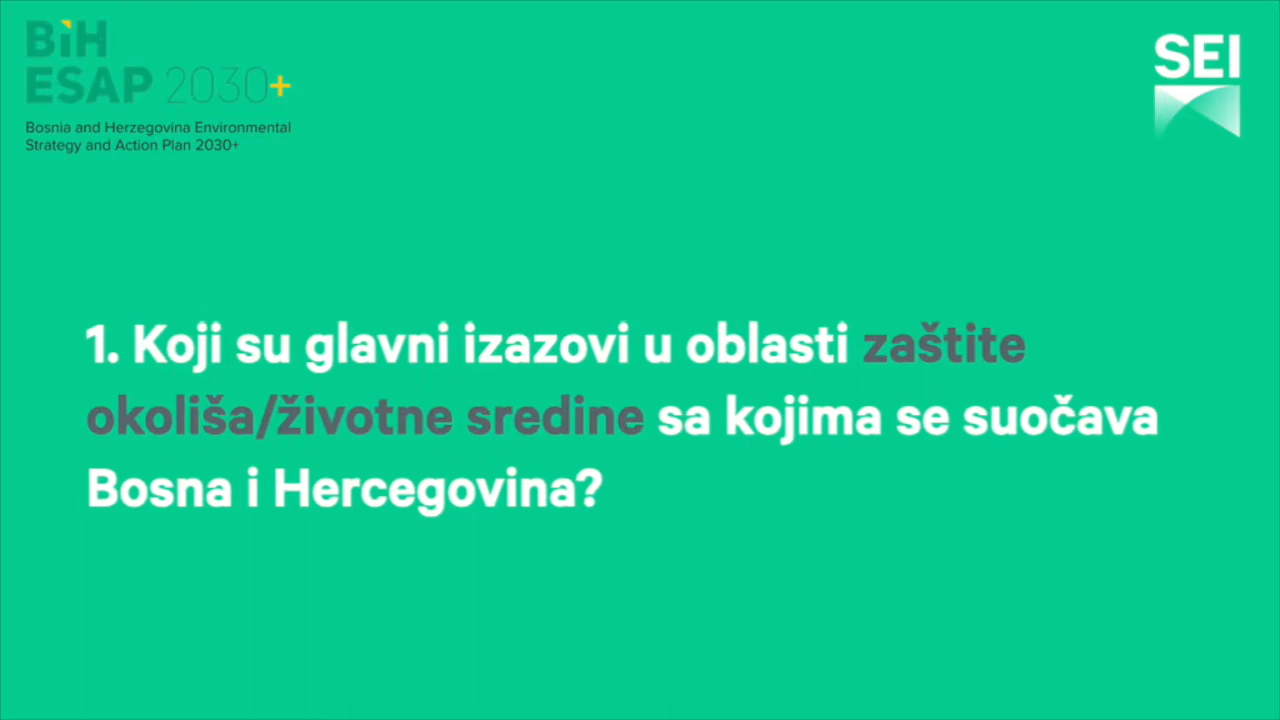 BiH
ESAP 2030+
Bosnia and Herzegovina Environmental
Strategy and Action Plan 2030+
SEI
1. Koji su glavni izazovi u oblasti zaštite
okoliša/životne sredine sa kojima se suočava
Bosna i Hercegovina?